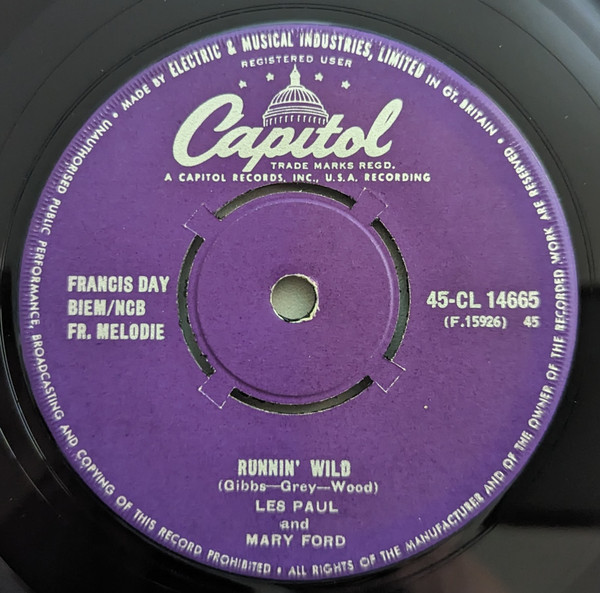 MADE BY ELECTRIC & MUSICAL INDUSTRIES, LIMITED IN GT. BRITAIN •
REGISTERED USER
Capitol
TRADE MARKS REGD.
A CAPITOL RECORDS, INC., U.S.A. RECORDING
FRANCIS DAY
BIEM/NCB
FR. MELODIE
45-CL 14665
(F.15926) 45
RUNNIN' WILD
(Gibbs—Grey—Wood)
LES PAUL
and
MARY FORD
ALL RIGHTS OF THE MANUFACTURER AND OF THE OWNER OF THE RECORDED WORK ARE RESERVED •
UNAUTHORISED PUBLIC PERFORMANCE, BROADCASTING AND COPYING OF THIS RECORD PROHIBITED •